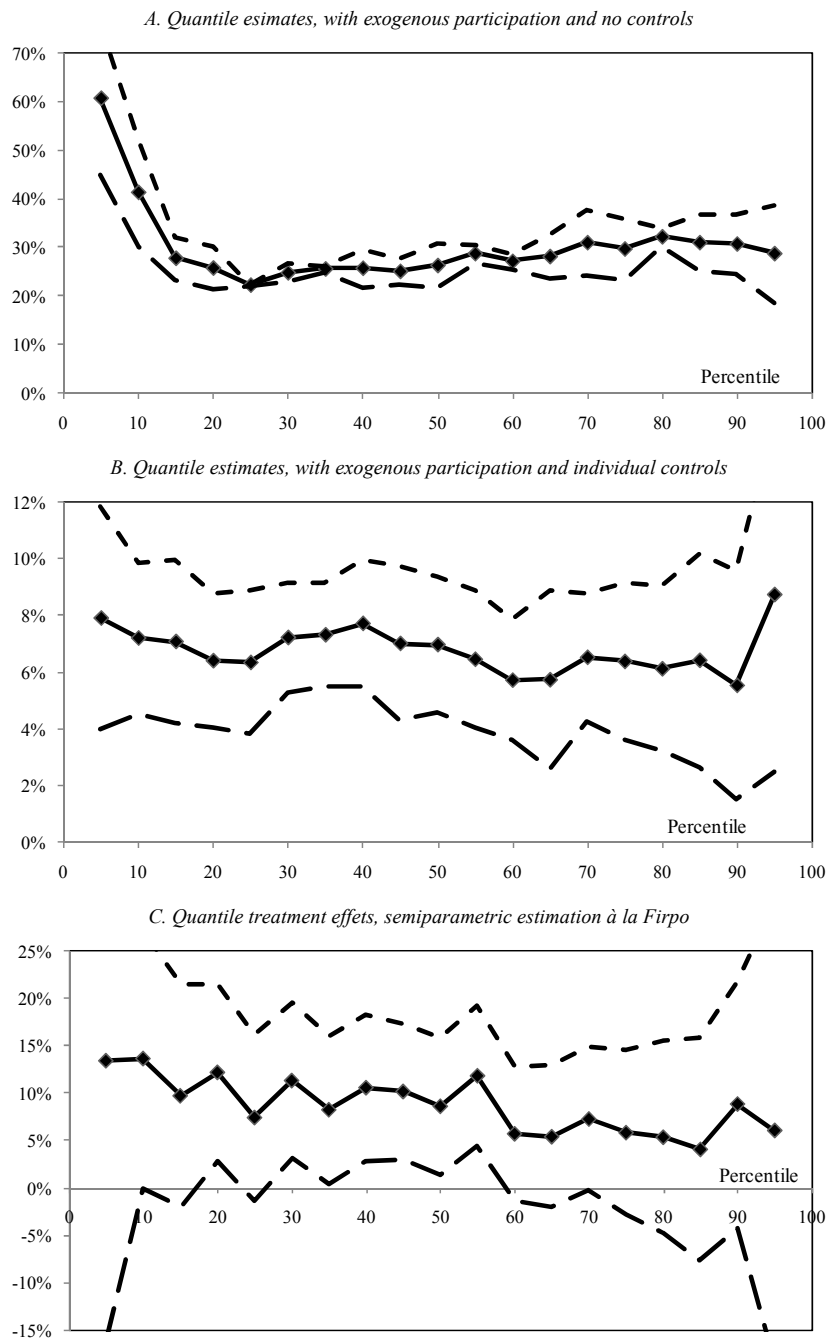 A. Quantile esimates, with exogenous participation and no controls
70%
60%
50%
40%
30%
20%
10%
0%
Percentile
0 10 20 30 40 50 60 70 80 90 100
B. Quantile estimates, with exogenous participation and individual controls
12%
10%
8%
6%
4%
2%
0%
Percentile
0 10 20 30 40 50 60 70 80 90 100
C. Quantile treatment effets, semiparametric estimation à la Firpo
25%
20%
15%
10%
5%
Percentile
0%
0 10 20 30 40 50 60 70 80 90 100
-5%
-10%
-15%